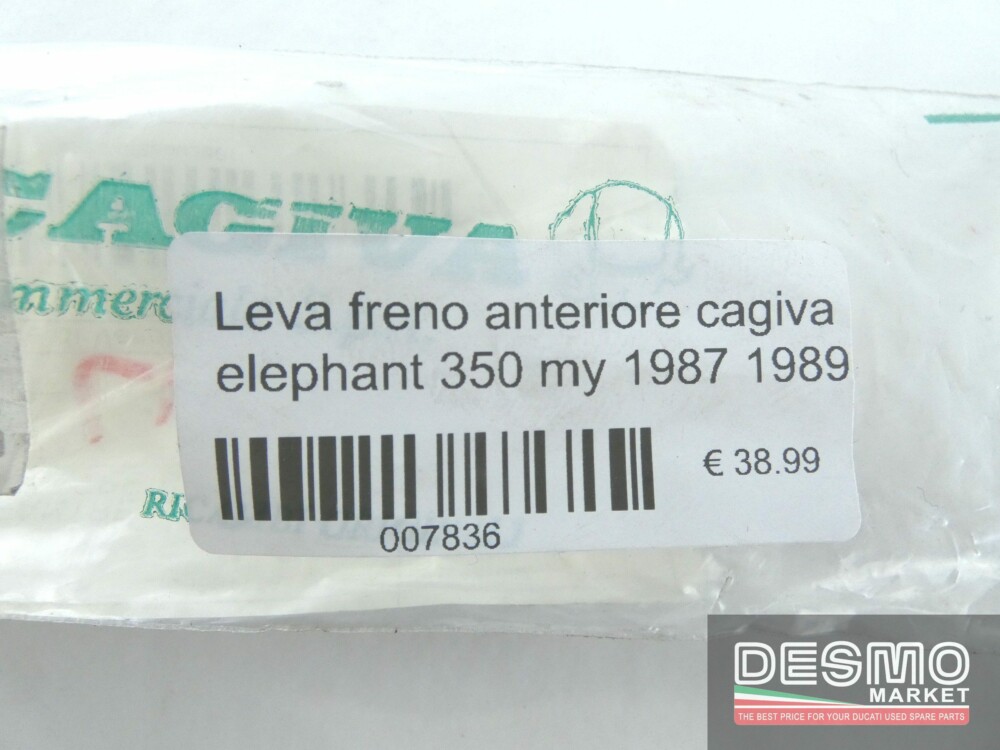 CAGIVA
Leva freno anteriore cagiva
elephant 350 my 1987 1989
€ 38.99
007836
DESMO
MARKET
THE BEST PRICE FOR YOUR DUCATI USED SPARE PARTS